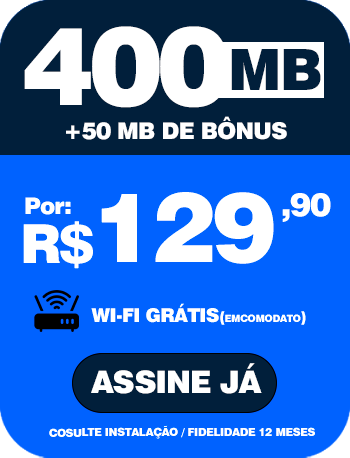 400MB
+50 MB DE BÔNUS
Por:
R$129,90
WI-FI GRÁTIS(EMCOMODATO)
ASSINE JÁ
COSULTE INSTALAÇÃO / FIDELIDADE 12 MESES